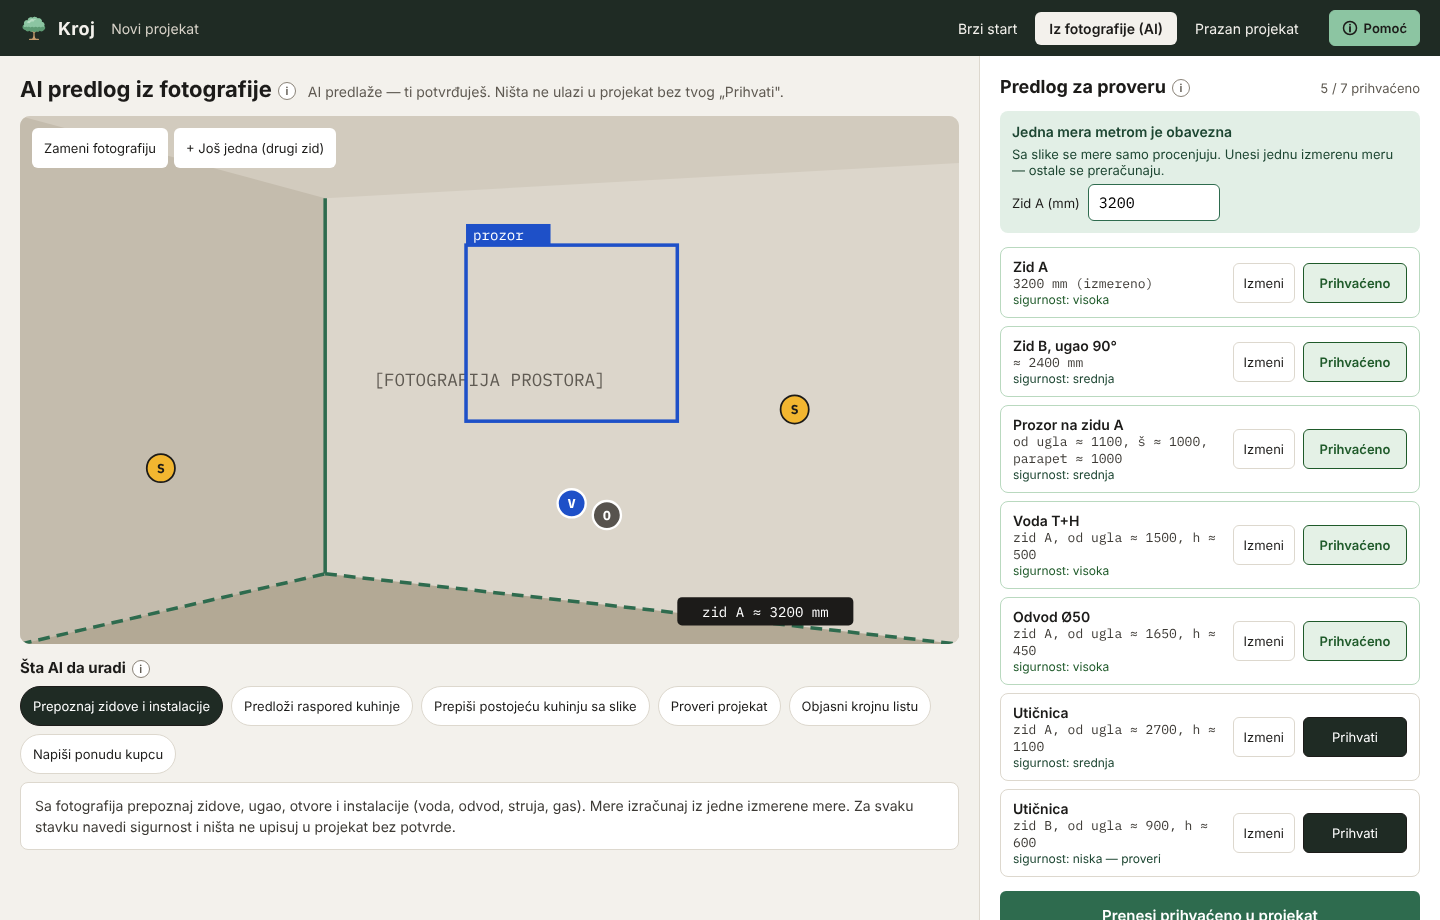 Kroj
Novi projekat
Brzi start
Iz fotografije (AI)
Prazan projekat
Pomoć
AI predlog iz fotografije
AI predlaže — ti potvrđuješ. Ništa ne ulazi u projekat bez tvog „Prihvati".
Zameni fotografiju
+ Još jedna (drugi zid)
prozor
[FOTOGRAFIJA PROSTORA]
S
S
V
O
zid A ≈ 3200 mm
Šta AI da uradi
Prepoznaj zidove i instalacije
Predloži raspored kuhinje
Prepiši postojeću kuhinju sa slike
Proveri projekat
Objasni krojnu listu
Napiši ponudu kupcu
Sa fotografija prepoznaj zidove, ugao, otvore i instalacije (voda, odvod, struja, gas). Mere izračunaj iz jedne izmerene mere. Za svaku
stavku navedi sigurnost i ništa ne upisuj u projekat bez potvrde.
Predlog za proveru
5 / 7 prihvaćeno
Jedna mera metrom je obavezna
Sa slike se mere samo procenjuju. Unesi jednu izmerenu meru
— ostale se preračunaju.
Zid A (mm)
3200
Zid A
3200 mm (izmereno)
sigurnost: visoka
Izmeni
Prihvaćeno
Zid B, ugao 90°
≈ 2400 mm
sigurnost: srednja
Izmeni
Prihvaćeno
Prozor na zidu A
od ugla ≈ 1100, š ≈ 1000,
parapet ≈ 1000
sigurnost: srednja
Izmeni
Prihvaćeno
Voda T+H
zid A, od ugla ≈ 1500, h ≈
500
sigurnost: visoka
Izmeni
Prihvaćeno
Odvod Ø50
zid A, od ugla ≈ 1650, h ≈
450
sigurnost: visoka
Izmeni
Prihvaćeno
Utičnica
zid A, od ugla ≈ 2700, h ≈
1100
sigurnost: srednja
Izmeni
Prihvati
Utičnica
zid B, od ugla ≈ 900, h ≈
600
sigurnost: niska — proveri
Izmeni
Prihvati
Prenesi prihvaćeno u projekat